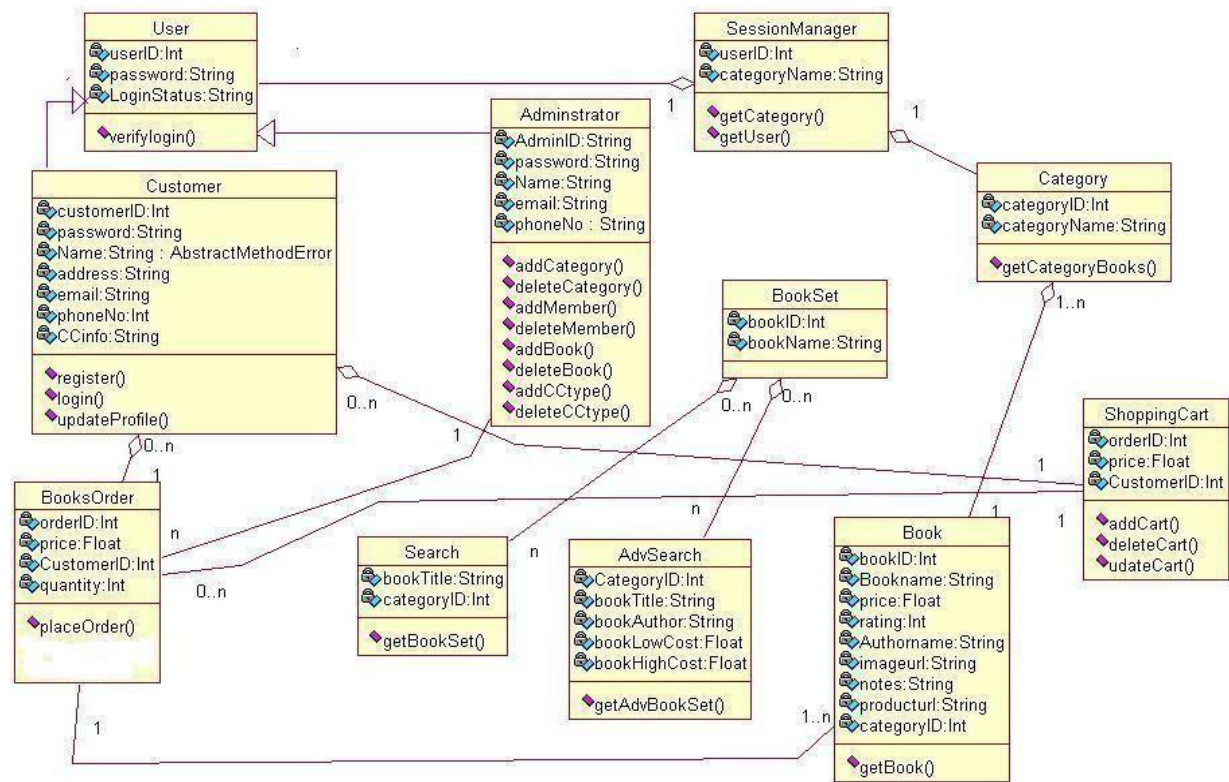 User
userID:Int
password:String
LoginStatus:String
verifylogin()
SessionManager
userID:Int
categoryName:String
getCategory()
getUser()
1
1
Adminstrator
AdminID:String
password:String
Name:String
email:String
phoneNo : String
addCategory()
deleteCategory()
addMember()
deleteMember()
addBook()
deleteBook()
addCCtype()
deleteCCtype()
Customer
customerID:Int
password:String
Name:String : AbstractMethodError
address:String
email:String
phoneNo:Int
CCinfo:String
register()
login()
updateProfile()
Category
categoryID:Int
categoryName:String
getCategoryBooks()
1..n
BookSet
bookID:Int
bookName:String
0..n
0..n
0..n
1
0..n
1
ShoppingCart
orderID:Int
price:Float
CustomerID:Int
addCart()
deleteCart()
udateCart()
1
1
BooksOrder
orderID:Int
price:Float
CustomerID:Int
quantity:Int
placeOrder()
n
0..n
n
n
1
Search
bookTitle:String
categoryID:Int
getBookSet()
AdvSearch
CategoryID:Int
bookTitle:String
bookAuthor:String
bookLowCost:Float
bookHighCost:Float
getAdvBookSet()
Book
bookID:Int
Bookname:String
price:Float
rating:Int
Authorname:String
imageurl:String
notes:String
producturl:String
categoryID:Int
getBook()
1
1..n